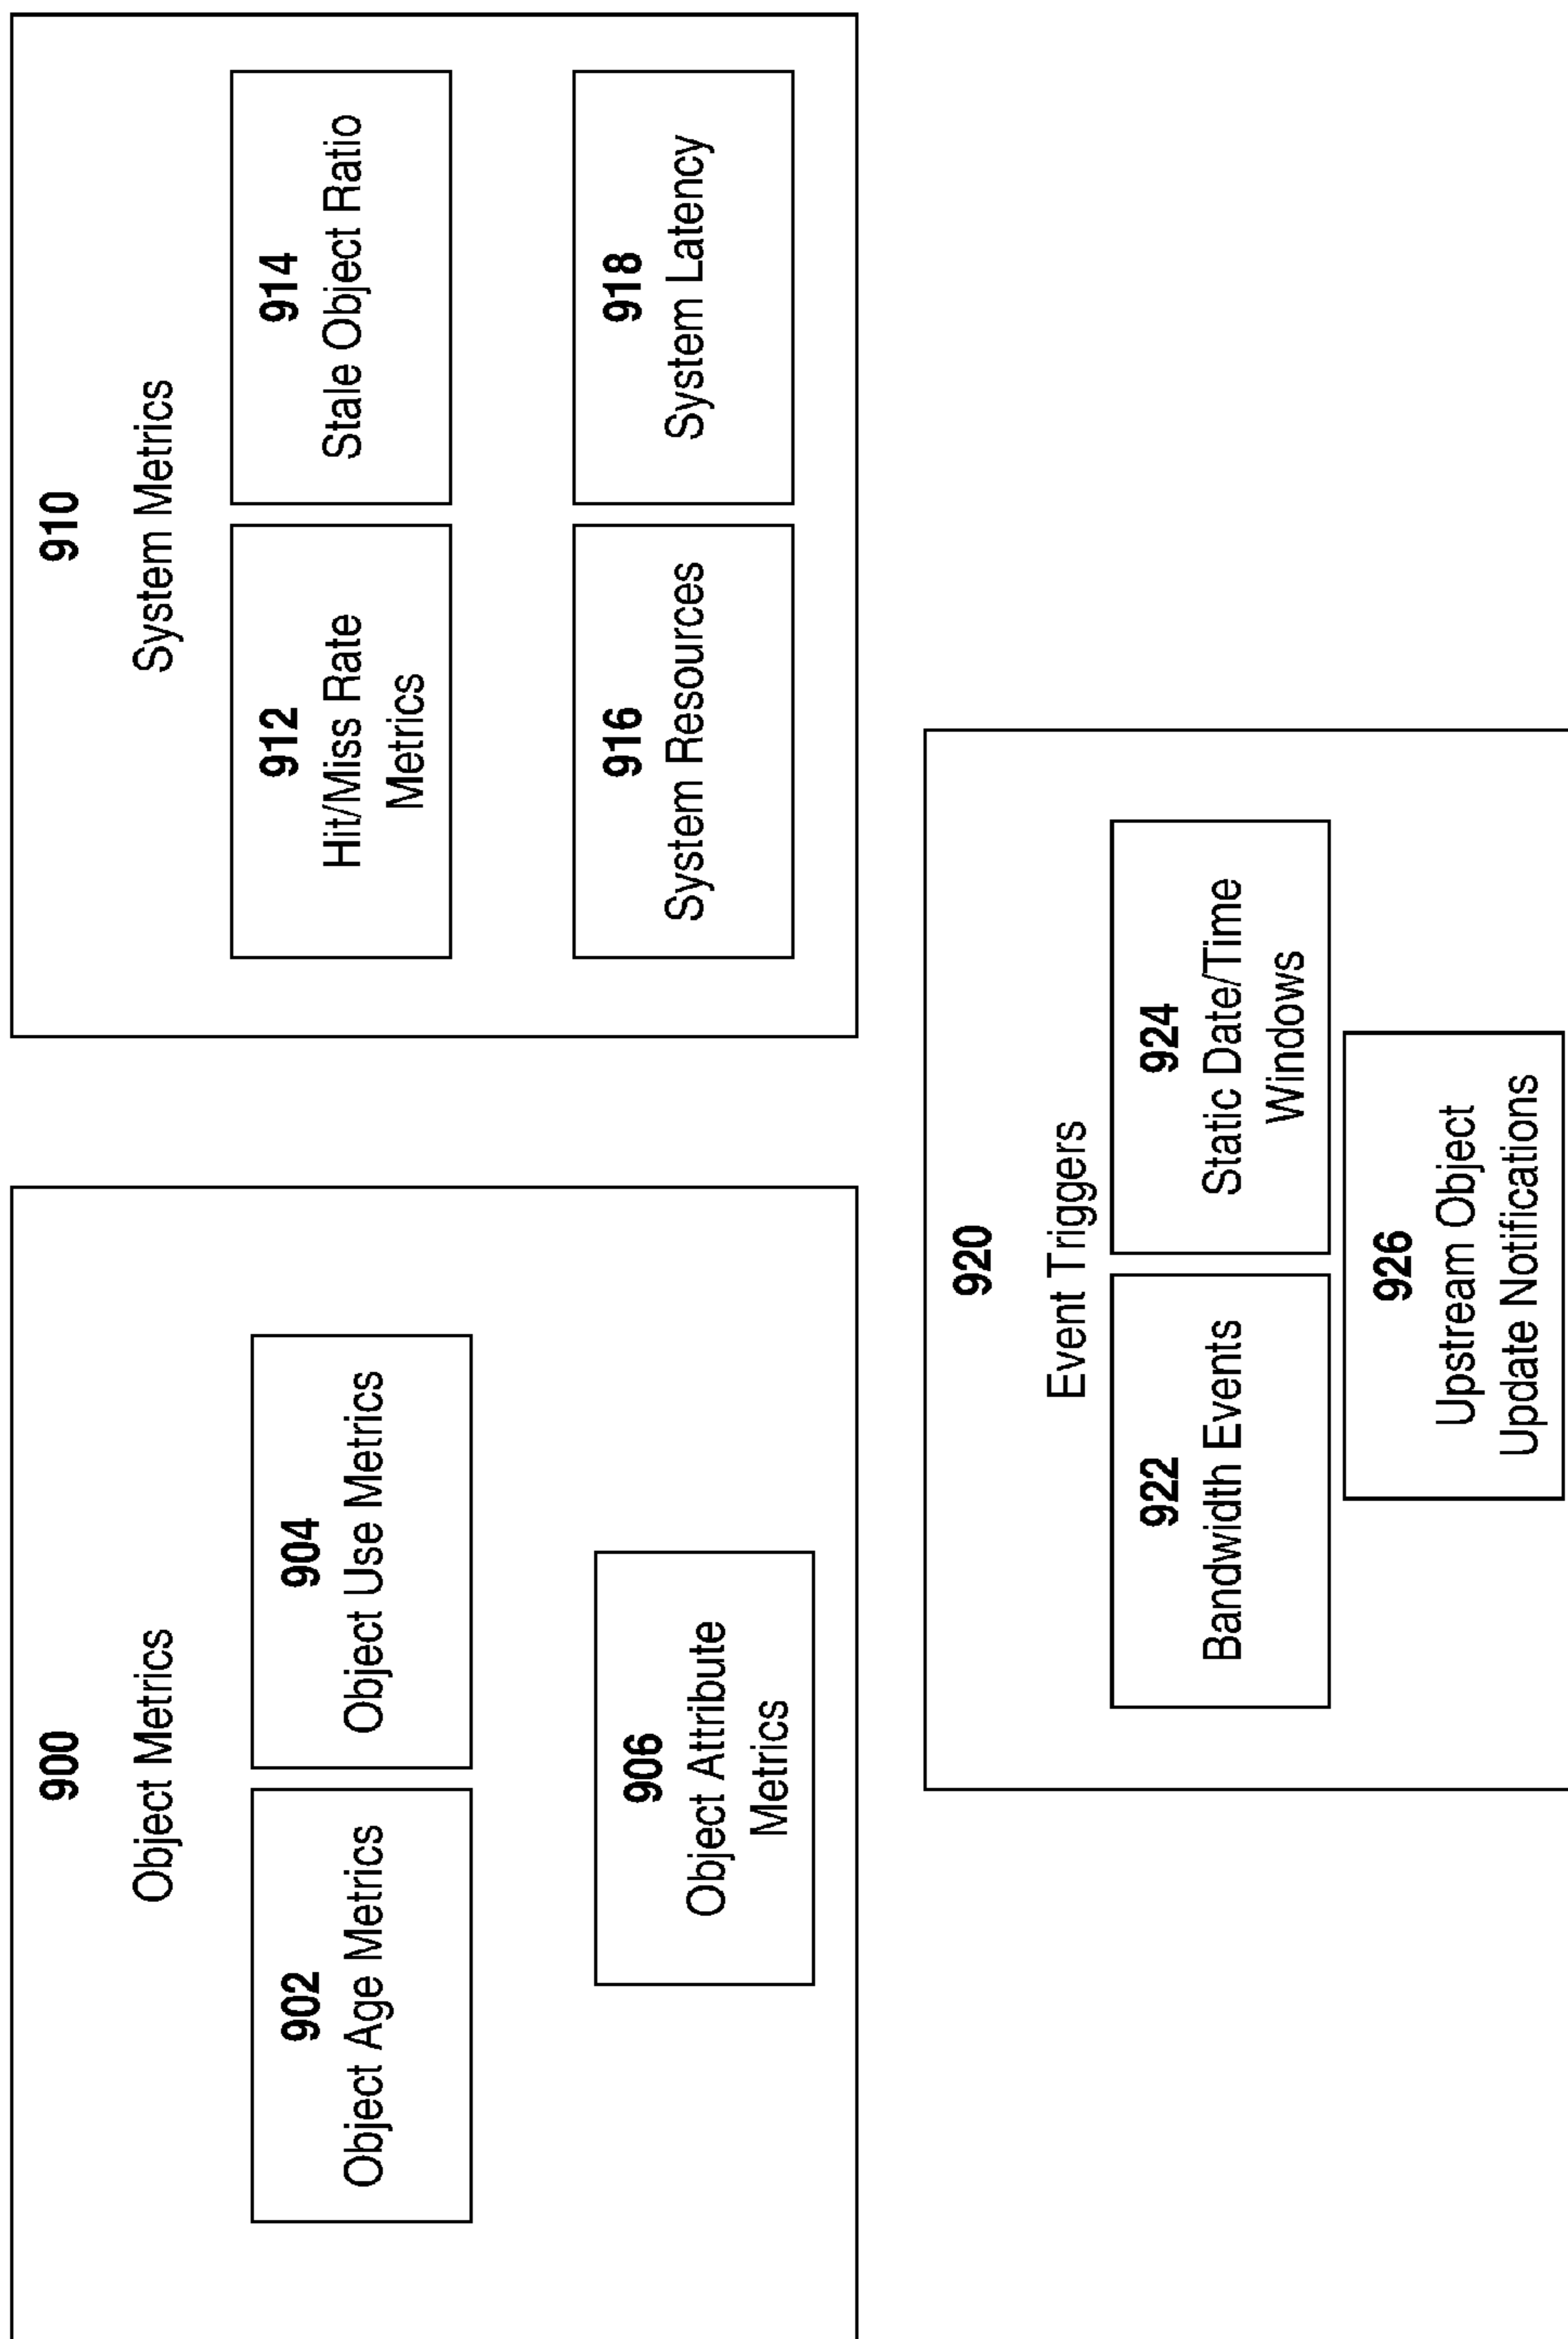 900
Object Metrics
902
Object Age Metrics
904
Object Use Metrics
906
Object Attribute
Metrics
910
System Metrics
912
Hit/Miss Rate
Metrics
914
Stale Object Ratio
916
System Resources
918
System Latency
920
Event Triggers
922
Bandwidth Events
924
Static Date/Time
Windows
926
Upstream Object
Update Notifications